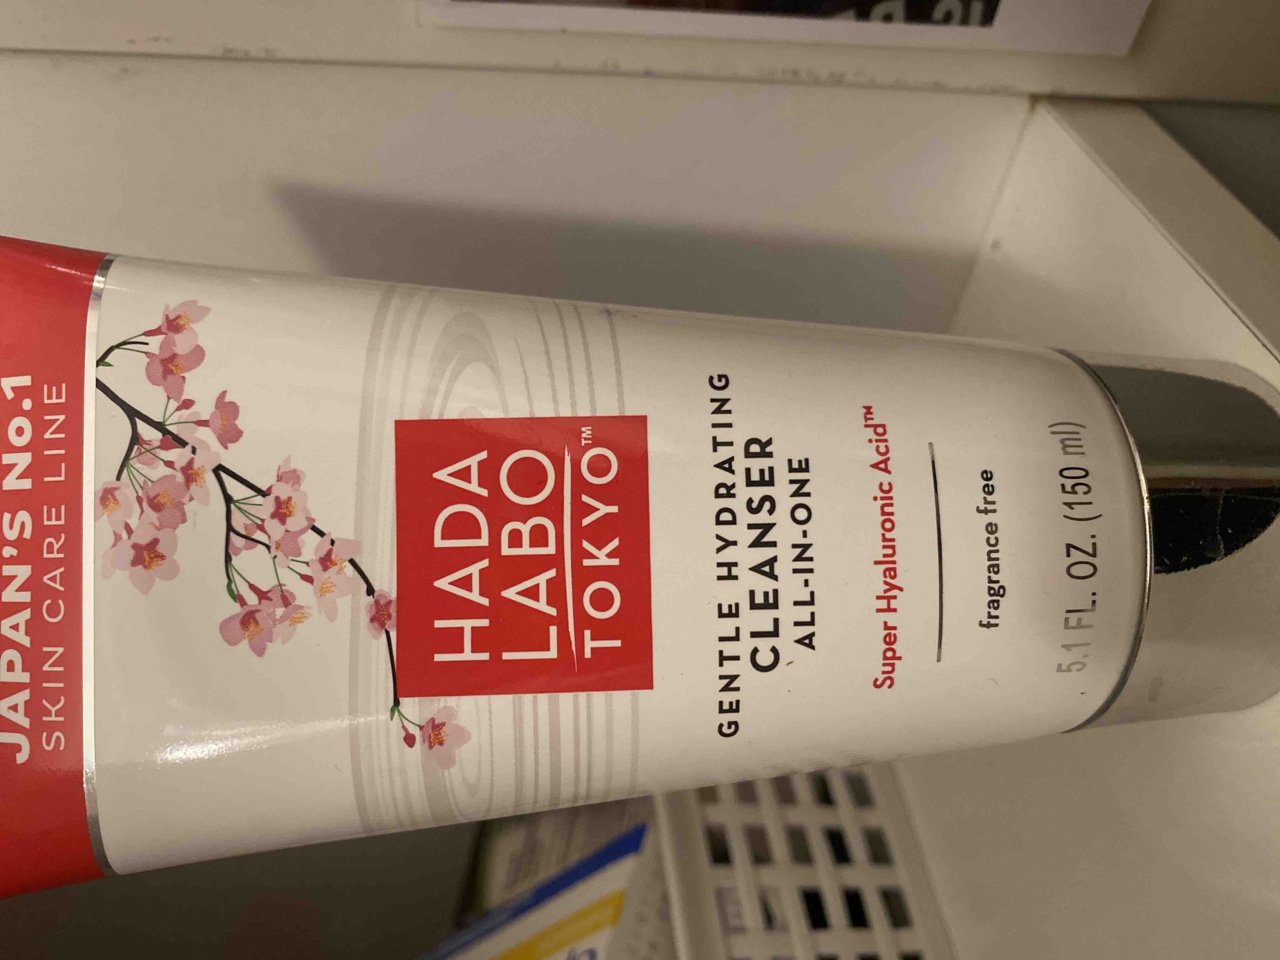 JAPAN'S No.1
SKIN CARE LINE
HADA
LABO
TOKYO™
GENTLE HYDRATING
CLEANSER
ALL-IN-ONE
Super Hyaluronic Acid™
fragrance free
5.1 FL. OZ. (150 ml)